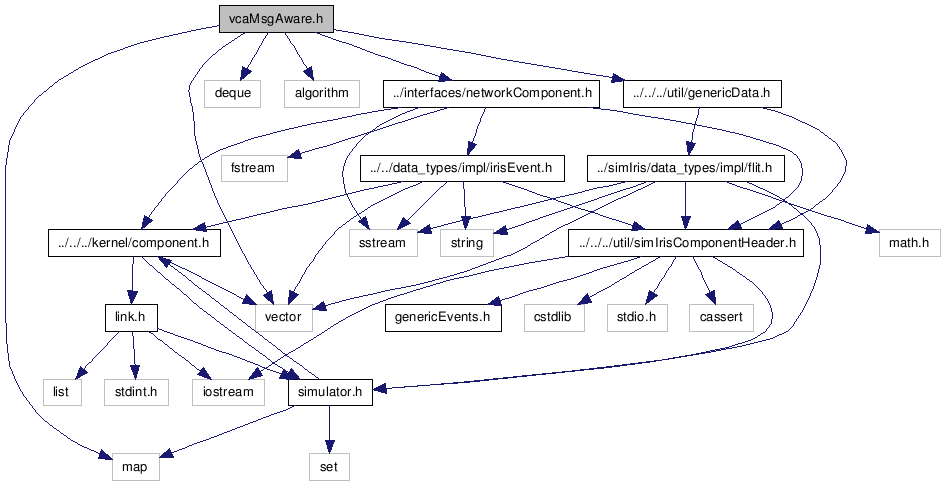 vcaMsgAware.h
deque
algorithm
../interfaces/networkComponent.h
../../../util/genericData.h
fstream
../../data_types/impl/irisEvent.h
../simIris/data_types/impl/flit.h
../../../kernel/component.h
sstream
string
../../../util/simIrisComponentHeader.h
math.h
link.h
vector
genericEvents.h
cstdlib
stdio.h
cassert
list
stdint.h
iostream
simulator.h
map
set